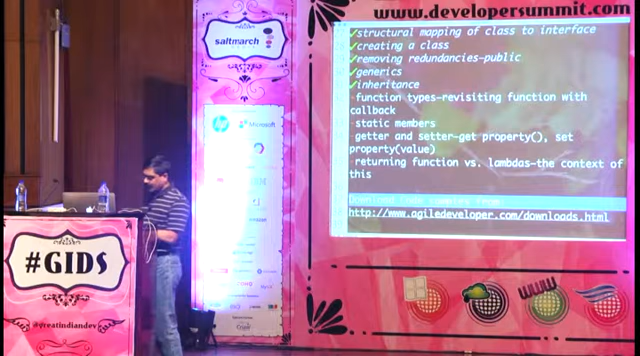 www.developersummit.com
saltmarch
✓structural mapping of class to interface
✓creating a class
✓removing redundancies-public
✓generics
✓inheritance
function types-revisiting function with
callback
static members
getter and setter-get property(), set
property(value)
returning function vs. lambdas-the context of
this
http://www.agiledeveloper.com/downloads.html
hp
Microsoft
#GIDS
@greatindiandev